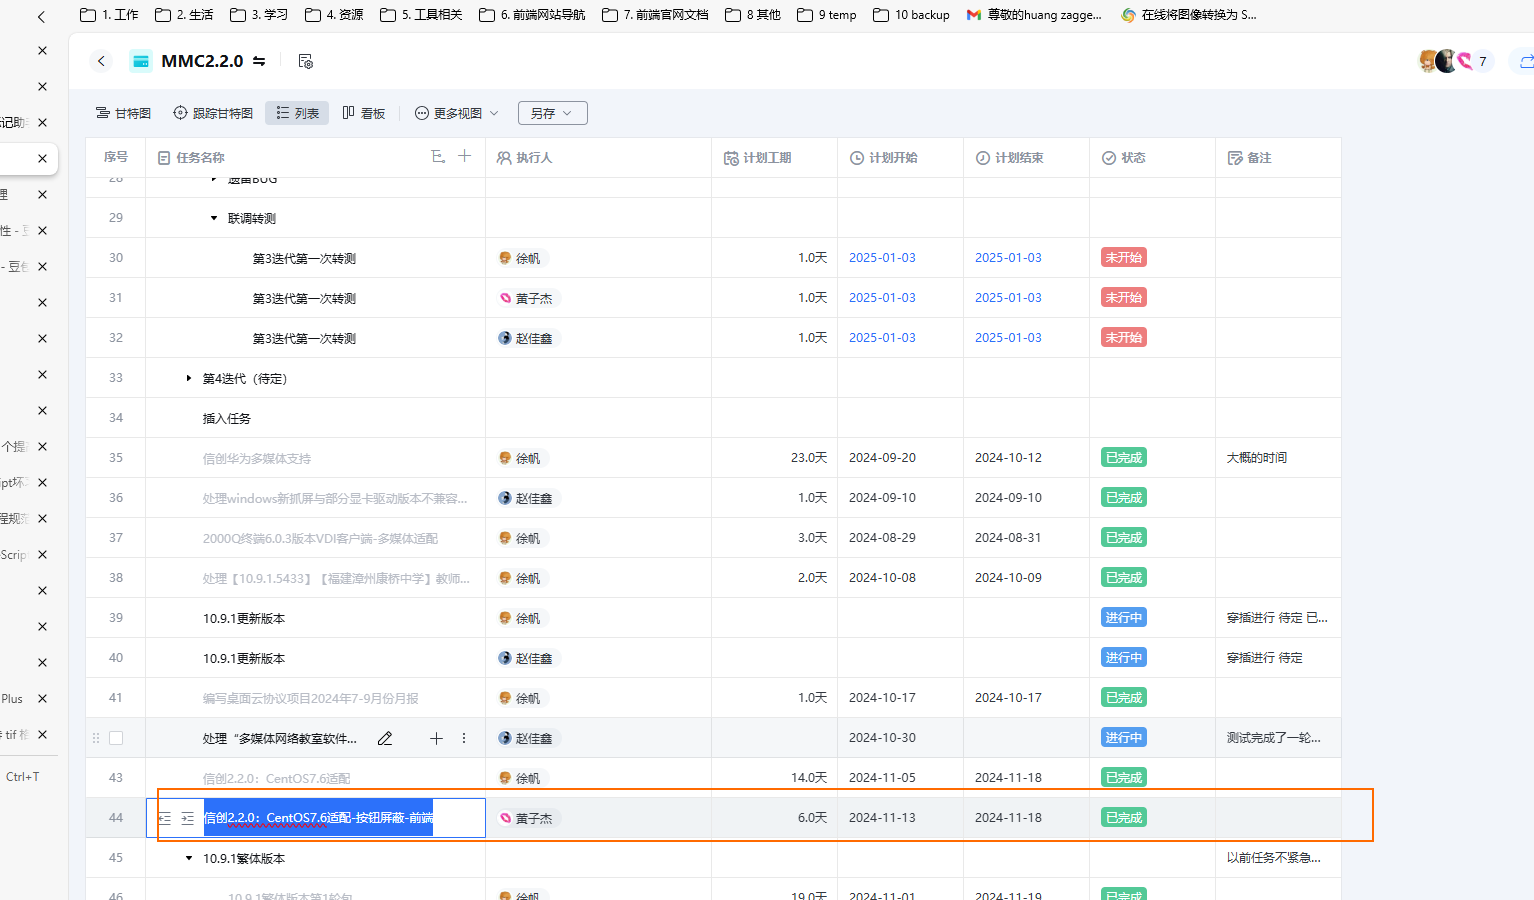 1. 工作
2. 生活
3. 学习
4. 资源
5. 工具相关
6. 前端网站导航
7. 前端官网文档
8 其他
9 temp
10 backup
尊敬的huang zagge...
在线将图像转换为 S...
MMC2.2.0
7
甘特图
跟踪甘特图
列表
看板
更多视图
另存
序号 任务名称 执行人 计划工期 计划开始 计划结束 状态 备注
28 遗留BUG
29 联调转测
30 第3迭代第一次转测 徐帆 1.0天 2025-01-03 2025-01-03 未开始
31 第3迭代第一次转测 黄子杰 1.0天 2025-01-03 2025-01-03 未开始
32 第3迭代第一次转测 赵佳鑫 1.0天 2025-01-03 2025-01-03 未开始
33 第4迭代（待定）
34 插入任务
35 信创华为多媒体支持 徐帆 23.0天 2024-09-20 2024-10-12 已完成 大概的时间
36 处理windows新抓屏与部分显卡驱动版本不兼容... 赵佳鑫 1.0天 2024-09-10 2024-09-10 已完成
37 2000Q终端6.0.3版本VDI客户端-多媒体适配 徐帆 3.0天 2024-08-29 2024-08-31 已完成
38 处理【10.9.1.5433】【福建漳州康桥中学】教师... 徐帆 2.0天 2024-10-08 2024-10-09 已完成
39 10.9.1更新版本 徐帆 进行中 穿插进行 待定 已...
40 10.9.1更新版本 赵佳鑫 进行中 穿插进行 待定
41 编写桌面云协议项目2024年7-9月份月报 徐帆 1.0天 2024-10-17 2024-10-17 已完成
处理“多媒体网络教室软件... 赵佳鑫 2024-10-30 进行中 测试完成了一轮...
43 信创2.2.0：CentOS7.6适配 徐帆 14.0天 2024-11-05 2024-11-18 已完成
44 信创2.2.0：CentOS7.6适配-按钮屏蔽-前端 黄子杰 6.0天 2024-11-13 2024-11-18 已完成
45 10.9.1繁体版本 以前任务不紧急...
46 10.9.1繁体版本第1轮包 徐帆 19.0天 2024-11-01 2024-11-19 已完成
记助
理
性 -
- 豆包
个提
ipt坏
程规范
Script
Plus
tif 格
Ctrl+T